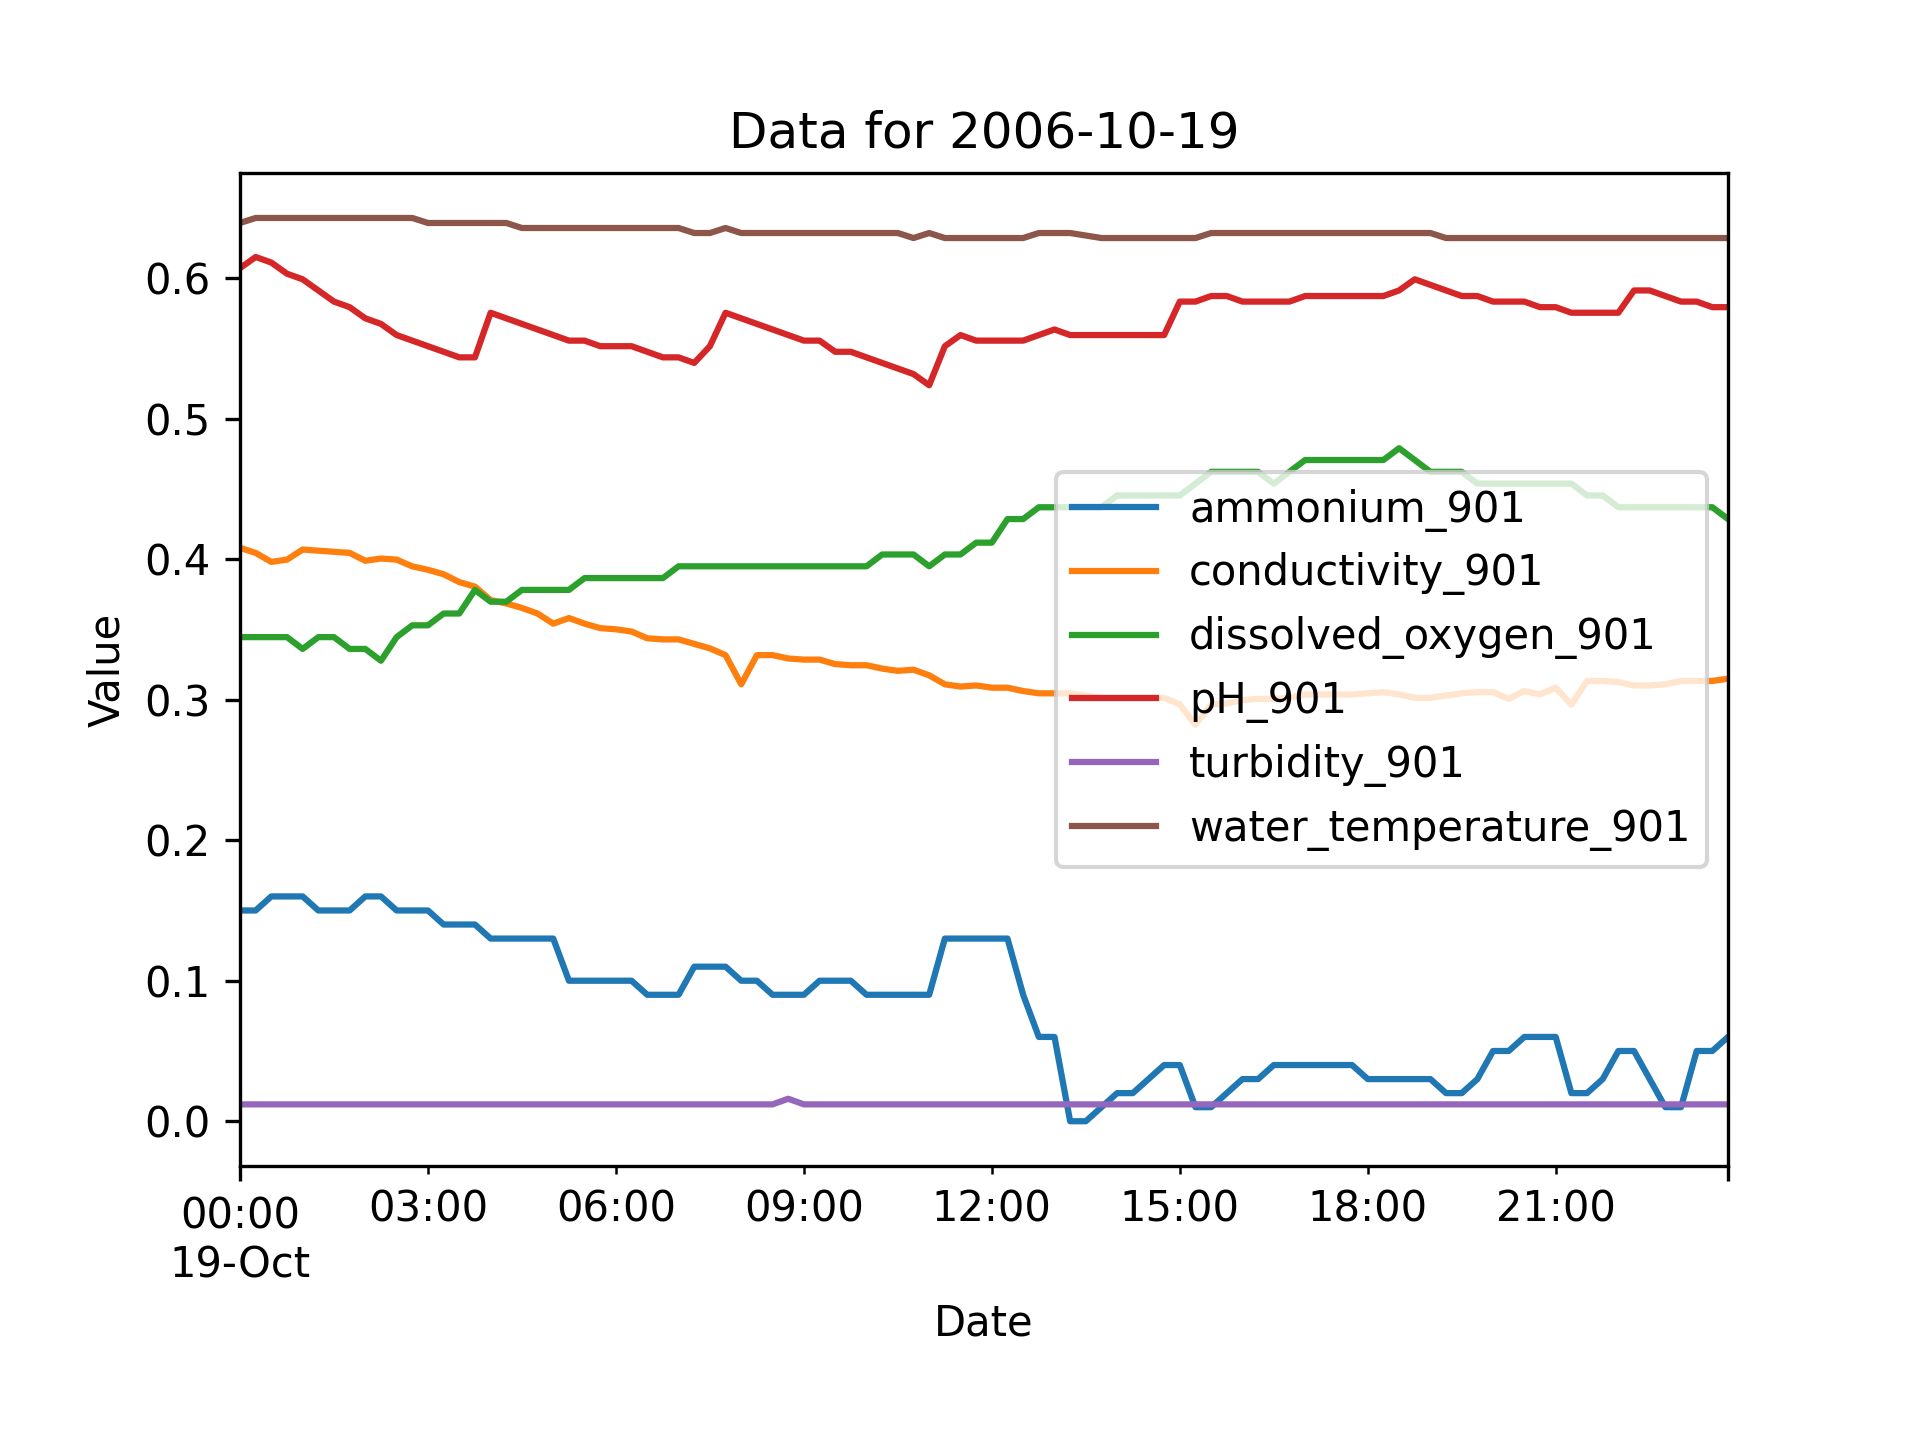 Data for 2006-10-19
Value
0.6
0.5
0.4
0.3
0.2
0.1
0.0
ammonium_901
conductivity_901
dissolved_oxygen_901
pH_901
turbidity_901
water_temperature_901
00:00 03:00 06:00 09:00 12:00 15:00 18:00 21:00
19-Oct
Date